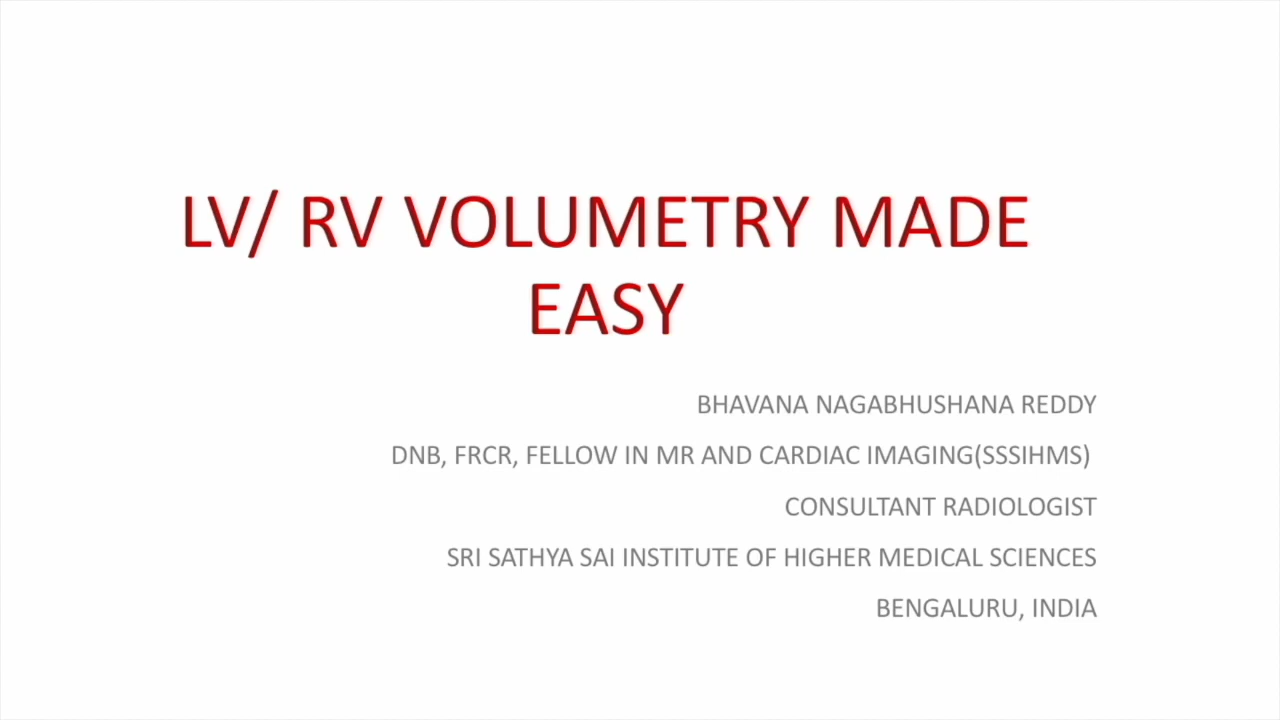 LV/ RV VOLUMETRY MADE
EASY
BHAVANA NAGABHUSHANA REDDY
DNB, FRCR, FELLOW IN MR AND CARDIAC IMAGING(SSSIHMS)
CONSULTANT RADIOLOGIST
SRI SATHYA SAI INSTITUTE OF HIGHER MEDICAL SCIENCES
BENGALURU, INDIA